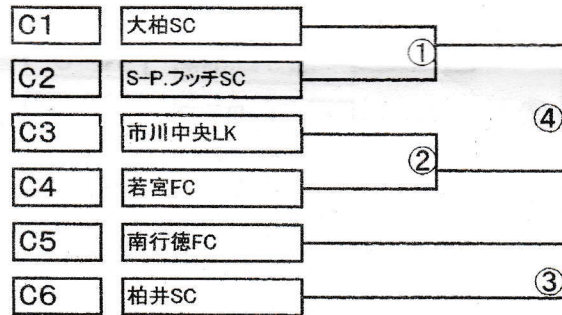 C1 大柏SC
①
C2 S-P.フッチSC
④
C3 市川中央LK
②
C4 若宮FC
C5 南行徳FC
③
C6 柏井SC